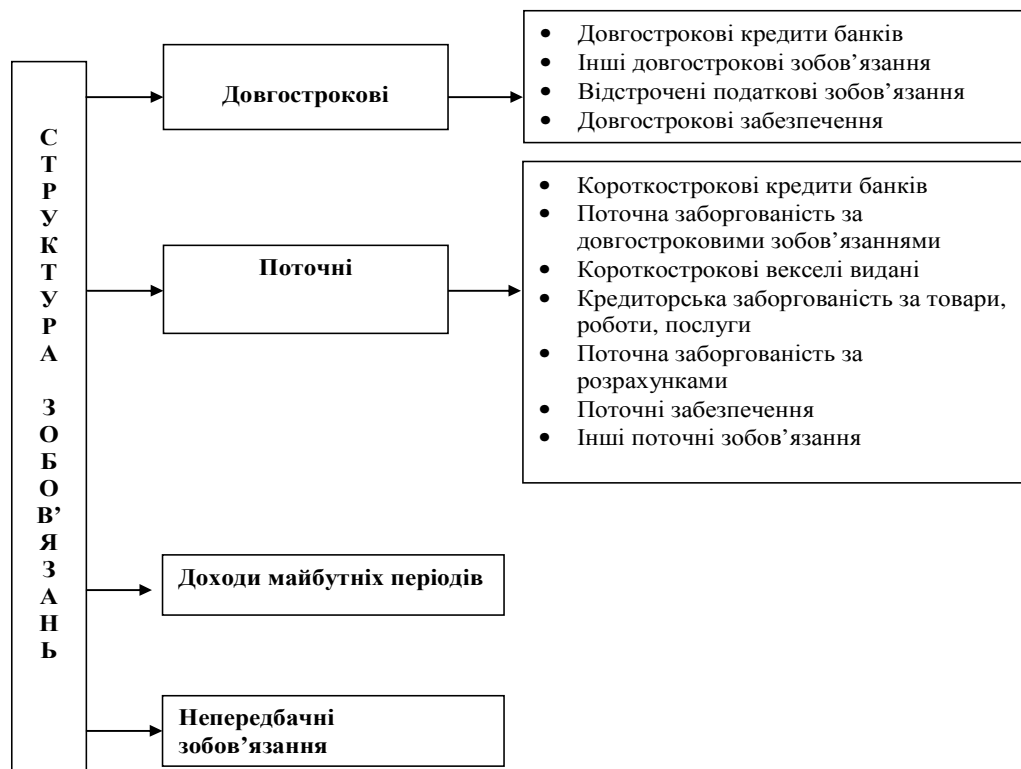 С
Т
Р
У
К
Т
У
Р
А
З
О
Б
О
В’
Я
З
А
Н
Ь
Довгострокові
• Довгострокові кредити банків
• Інші довгострокові зобов’язання
• Відстрочені податкові зобов’язання
• Довгострокові забезпечення
Поточні
• Короткострокові кредити банків
• Поточна заборгованість за
довгостроковими зобов’язаннями
• Короткострокові векселі видані
• Кредиторська заборгованість за товари,
роботи, послуги
• Поточна заборгованість за
розрахунками
• Поточні забезпечення
• Інші поточні зобов’язання
Доходи майбутніх періодів
Непередбачні
зобов’язання